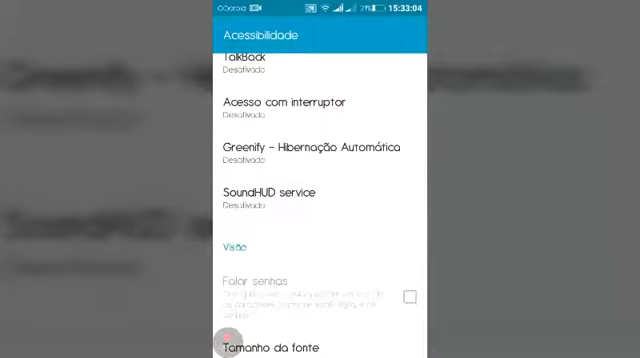 15:33:04
Acessibilidade
TalkBack
Desativado
Acesso com interruptor
Desativado
Greenify - Hibernação Automática
Desativado
SoundHUD service
Desativado
Visão
Falar senhas
Tamanho da fonte